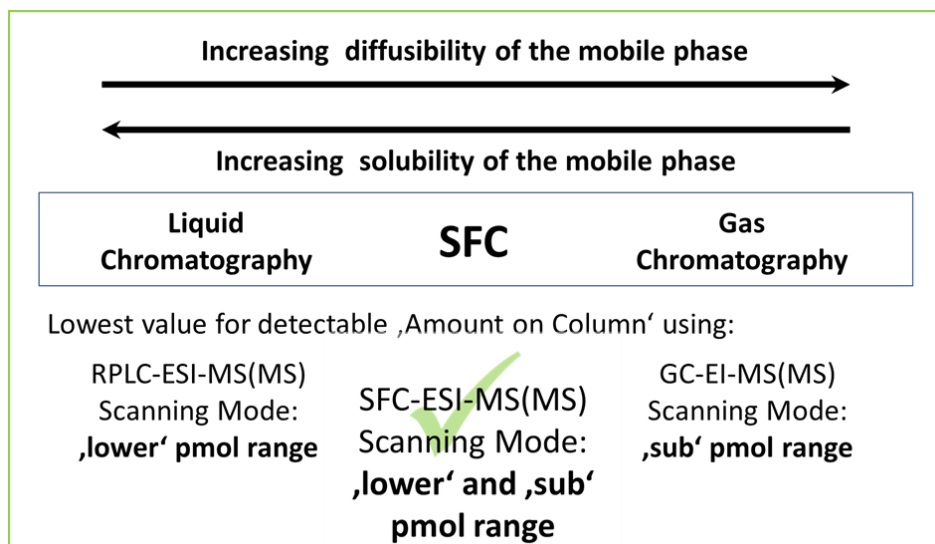 Increasing  diffusibility of the mobile phase
Increasing  solubility of the mobile phase
Liquid
Chromatography
SFC
Gas
Chromatography
Lowest value for detectable ‚Amount on Column‘ using:
RPLC-ESI-MS(MS)
Scanning Mode:
‚lower‘ pmol range
SFC-ESI-MS(MS)
Scanning Mode:
‚lower‘ and ‚sub‘
pmol range
GC-EI-MS(MS)
Scanning Mode:
‚sub‘ pmol range